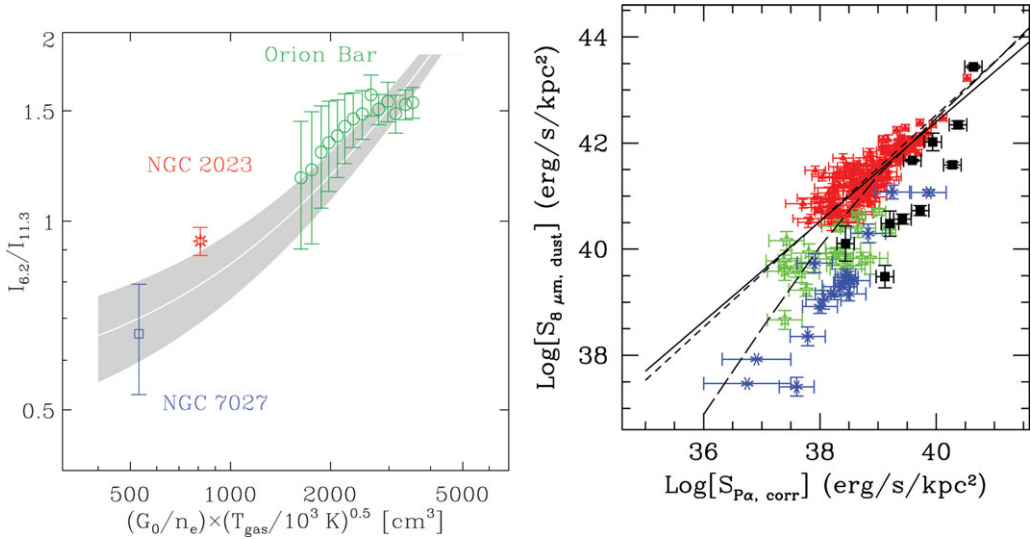 2
1.5
1
0.5
I6.2/I11.3
Orion Bar
NGC 2023
NGC 7027
500 1000 2000 5000
(G0/ne)×(Tgas/10³ K)^0.5 [cm³]
44
42
40
38
Log[S8 μm, dust] (erg/s/kpc²)
36 38 40
Log[SPα, corr] (erg/s/kpc²)